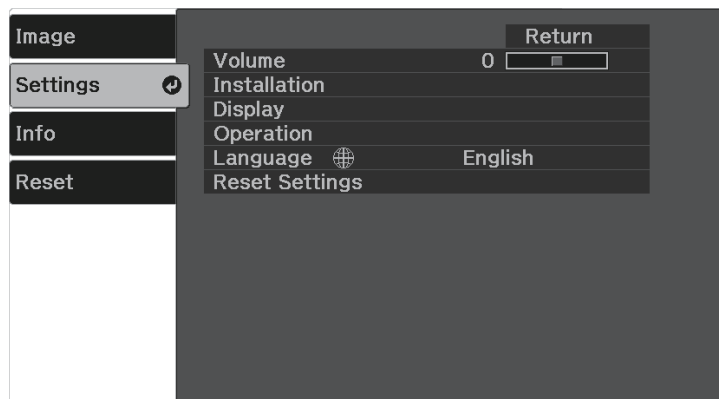 Image
Settings
Info
Reset
Return
Volume 0
Installation
Display
Operation
Language English
Reset Settings